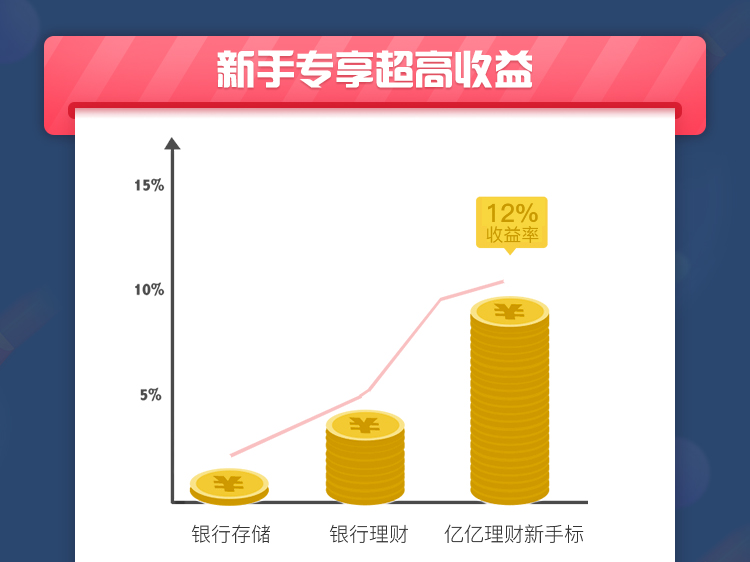 新手专享超高收益
15%
12%
收益率
10%
5%
¥
¥
¥
银行存储
银行理财
亿亿理财新手标